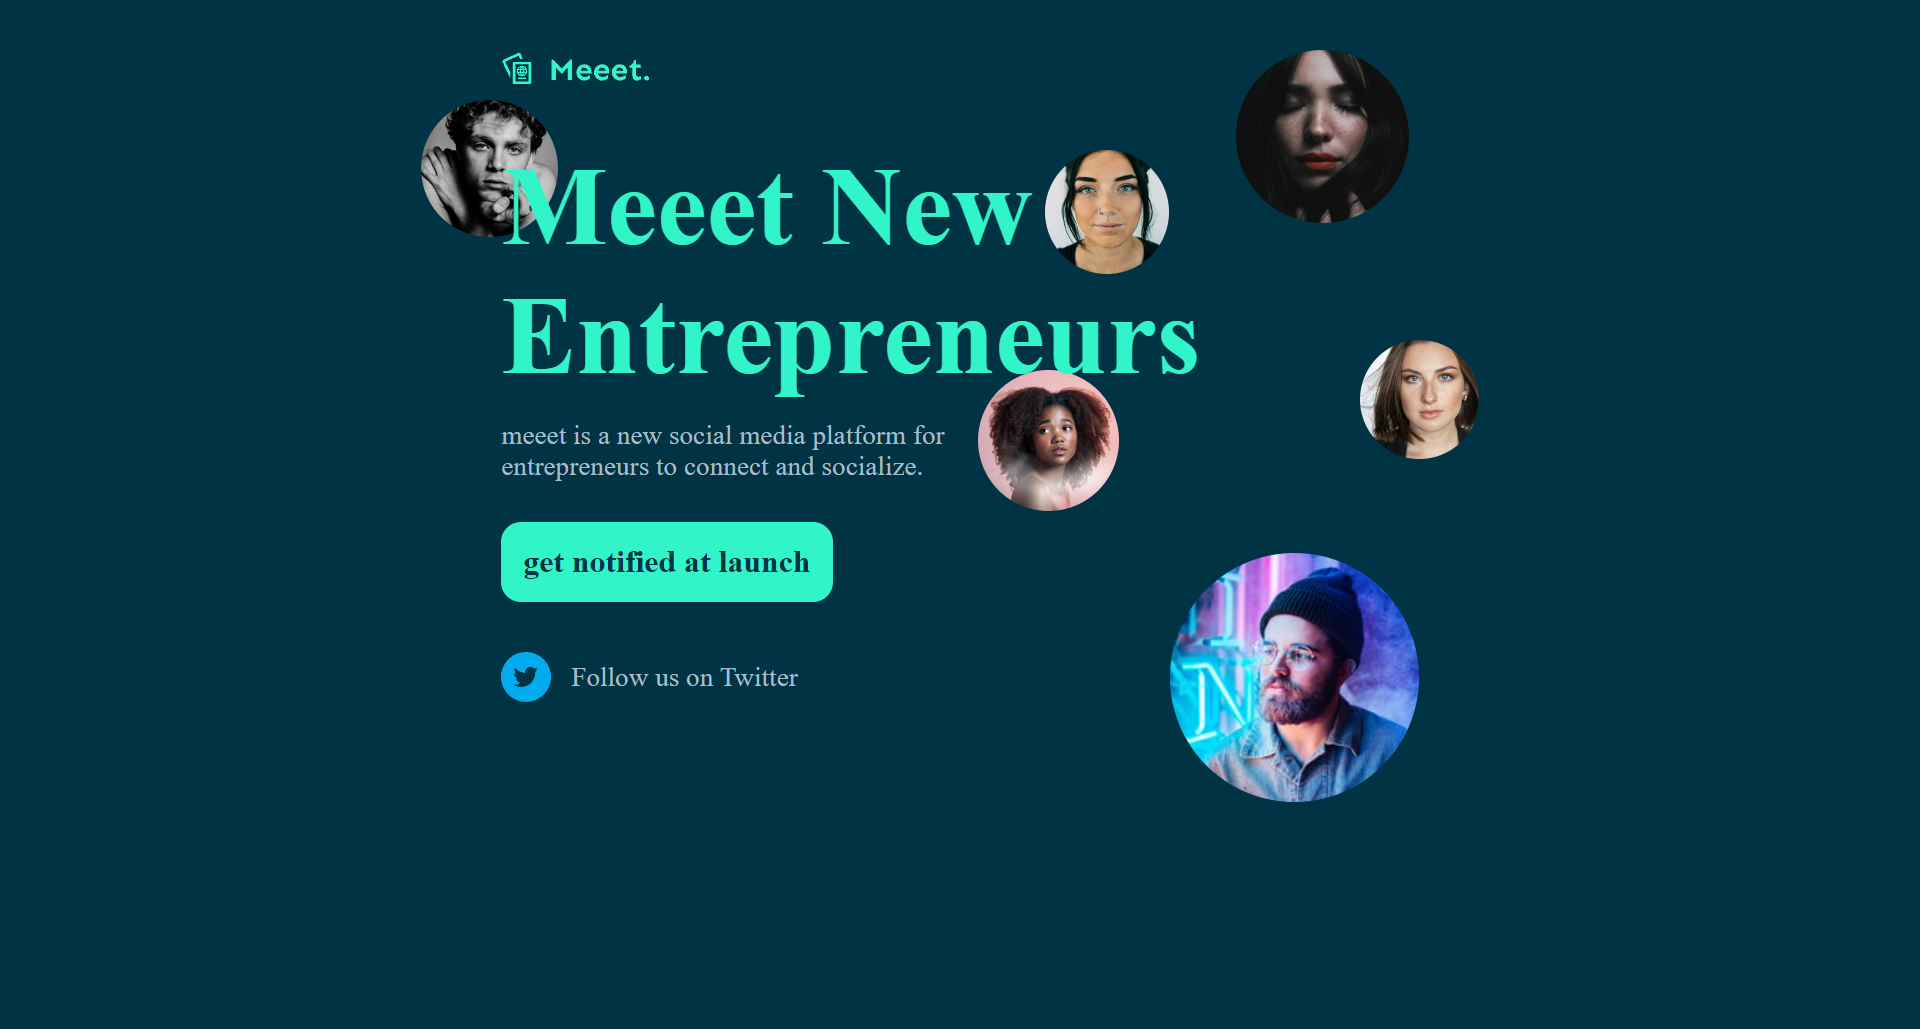 Meeet.
Meeet New
Entrepreneurs
meeet is a new social media platform for
entrepreneurs to connect and socialize.
get notified at launch
Follow us on Twitter